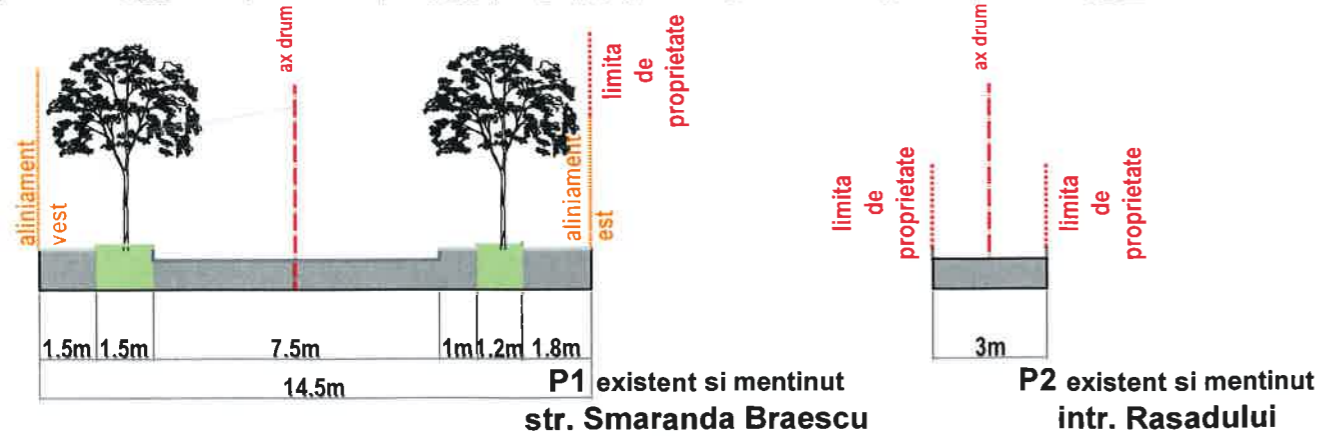 ax drum
limita
de
proprietate
aliniament
vest
aliniament
est
1.5m 1.5m 7.5m 1m 1.2m 1.8m
14.5m
P1 existent si mentinut
str. Smaranda Braescu
ax drum
limita
de
proprietate
limita
de
proprietate
3m
P2 existent si mentinut
intr. Rasadului